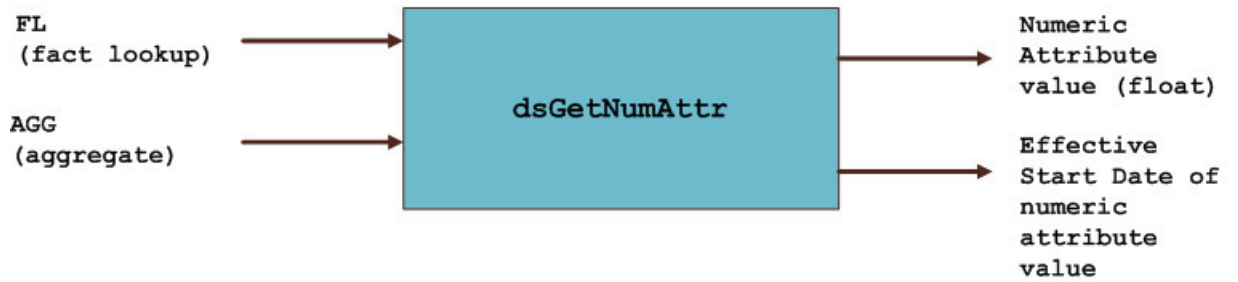 FL
(fact lookup)
AGG
(aggregate)
dsGetNumAttr
Numeric
Attribute
value (float)
Effective
Start Date of
numeric
attribute
value